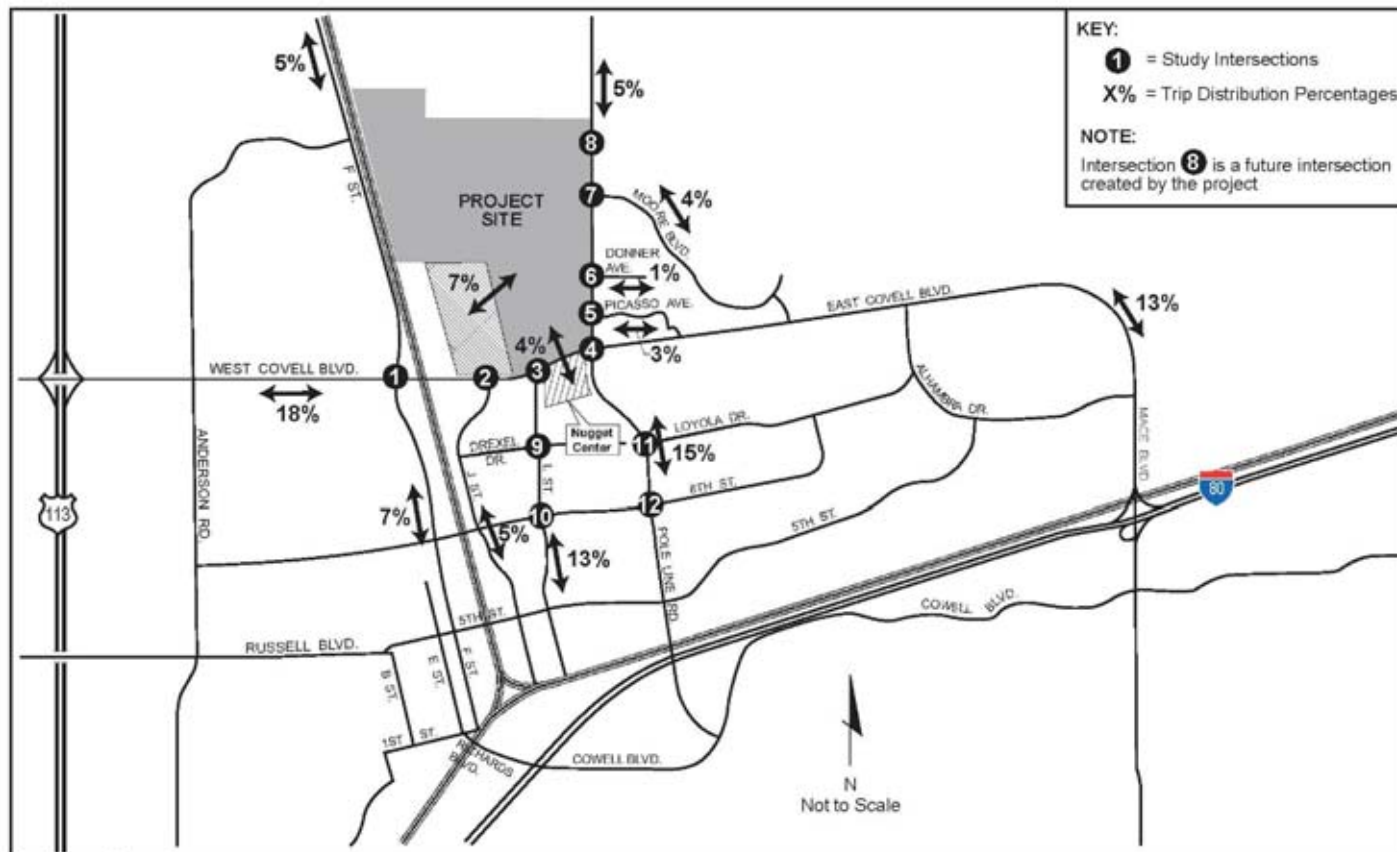 KEY:
1 = Study Intersections
X% = Trip Distribution Percentages
NOTE:
Intersection 8 is a future intersection
created by the project
5%
5%
8
F ST.
PROJECT
SITE
7
4%
MOORE BLVD.
DONNER
AVE.
6
1%
7%
5
PICASSO AVE.
EAST COVELL BLVD.
13%
4%
4
3%
WEST COVELL BLVD.
1
2
3
18%
ALHAMBRA DR.
ANDERSON RD.
Nugget
Center
LOYOLA DR.
DREXEL
DR.
9
11
15%
MACE BLVD.
J ST.
L ST.
8TH ST.
80
113
7%
5%
10
12
13%
5TH ST.
POLE LINE RD.
COWELL BLVD.
5TH ST.
RUSSELL BLVD.
B ST.
E ST.
F ST.
1ST ST.
RICHARDS
BLVD.
COWELL BLVD.
N
Not to Scale